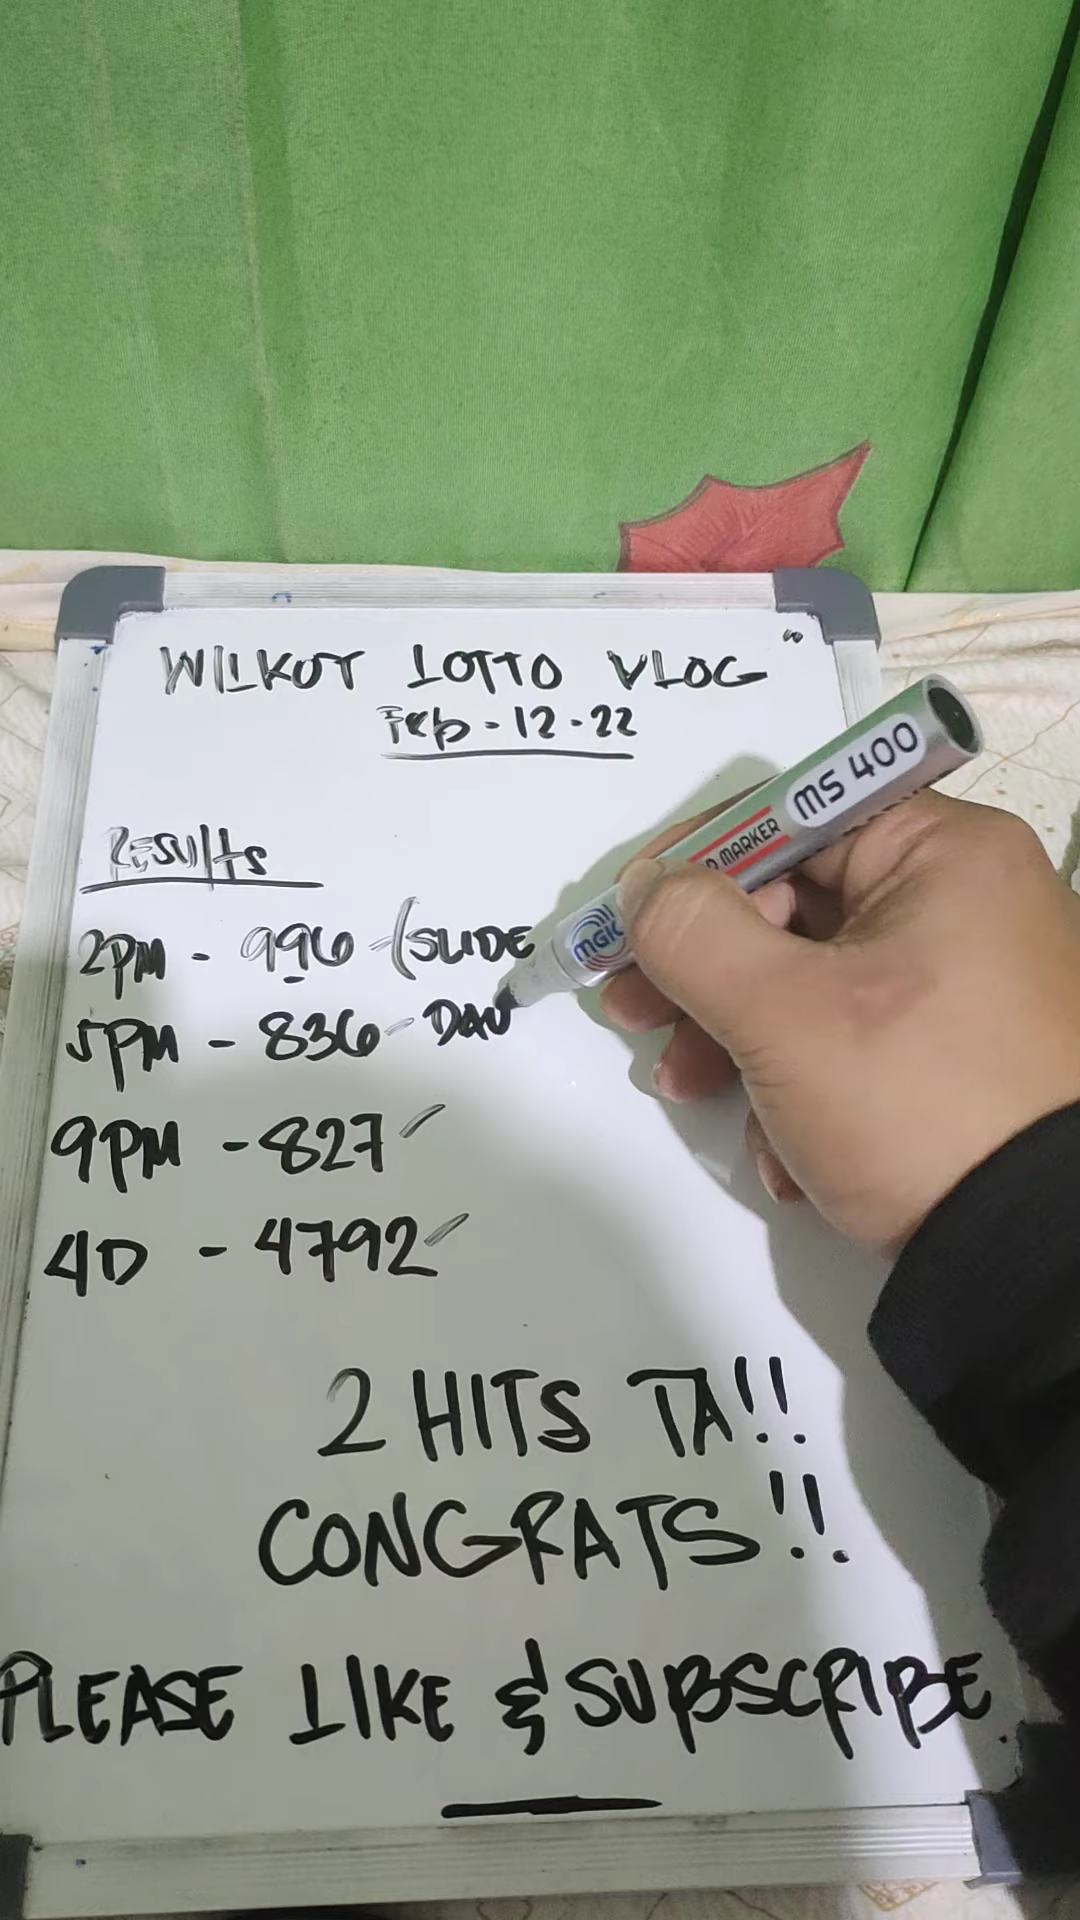 WILKOT LOTTO VLOG
Feb - 12 - 22
RESULTS
2PM - 996 - (SLIDE
5PM - 836 - DAU
9PM - 827
4D - 4792
2 HITS TA!!
CONGRATS!!
PLEASE LIKE & SUBSCRIBE
MS 400
MARKER
MGK